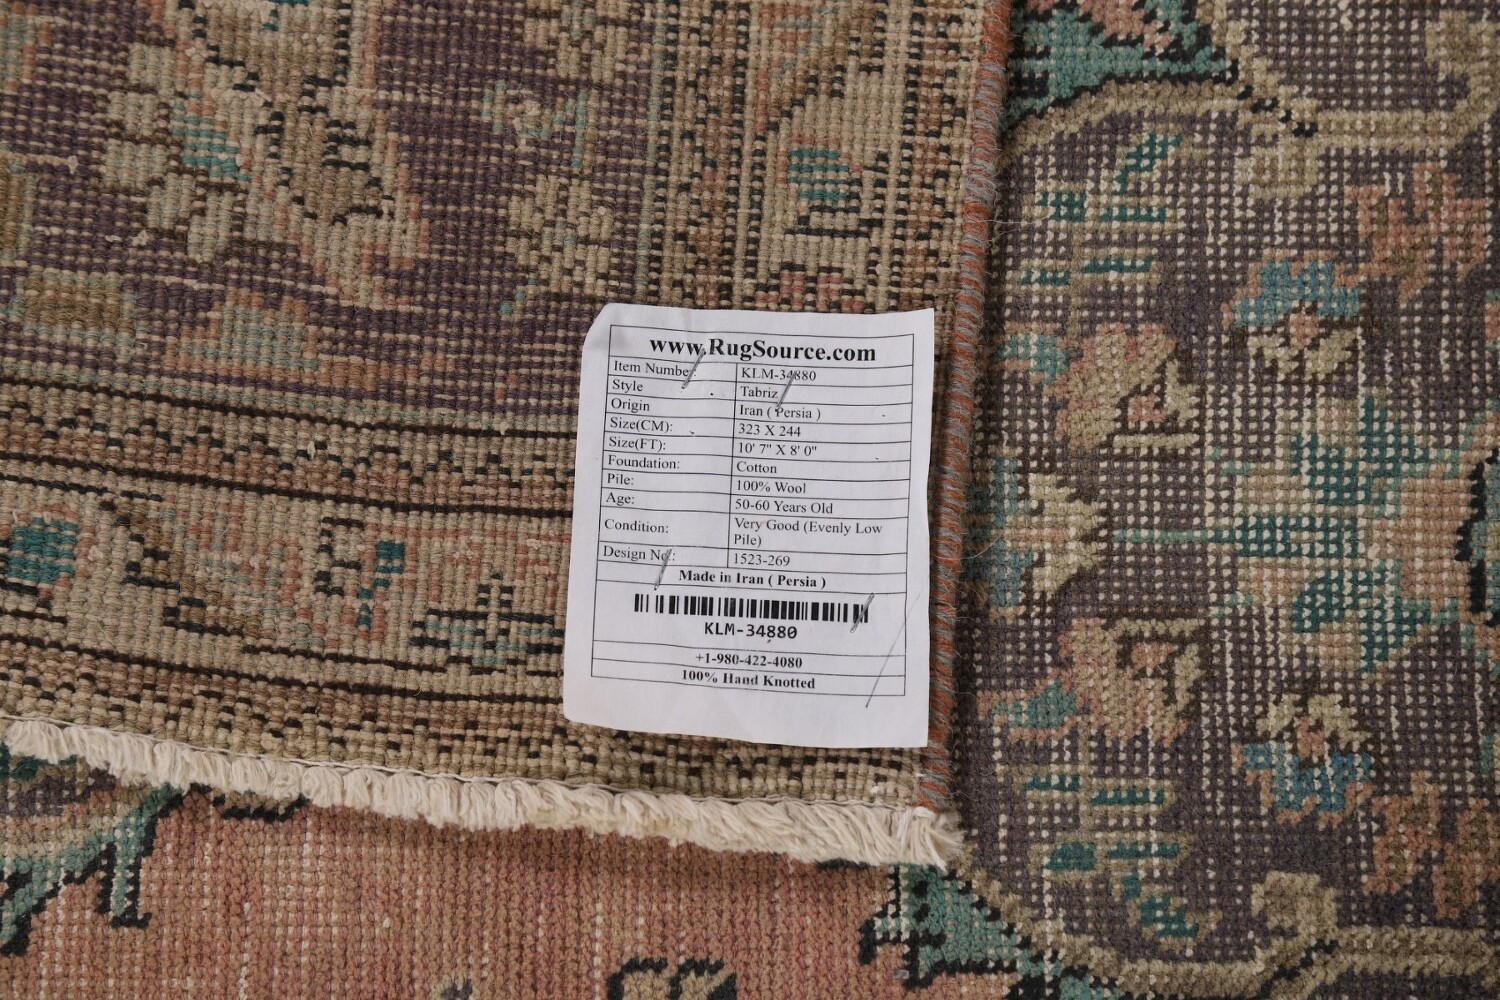 www.RugSource.com
Item Number: KLM-34880
Style Tabriz
Origin Iran ( Persia )
Size(CM): 323 X 244
Size(FT): 10' 7" X 8' 0"
Foundation: Cotton
Pile: 100% Wool
Age: 50-60 Years Old
Condition: Very Good (Evenly Low
Pile)
Design No: 1523-269
Made in Iran ( Persia )
KLM-34880
+1-980-422-4080
100% Hand Knotted